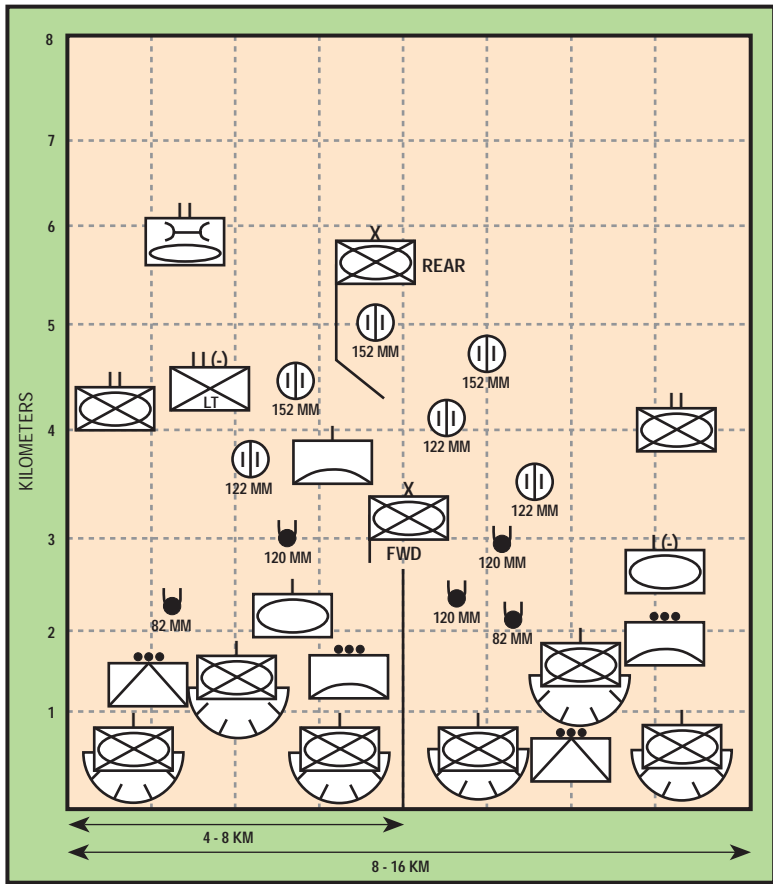 8
7
6
X
REAR
5
152 MM
152 MM
(-)
LT
152 MM
122 MM
4
KILOMETERS
122 MM
X
122 MM
3
FWD
120 MM
120 MM
(-)
120 MM
82 MM
82 MM
2
1
4 - 8 KM
8 - 16 KM